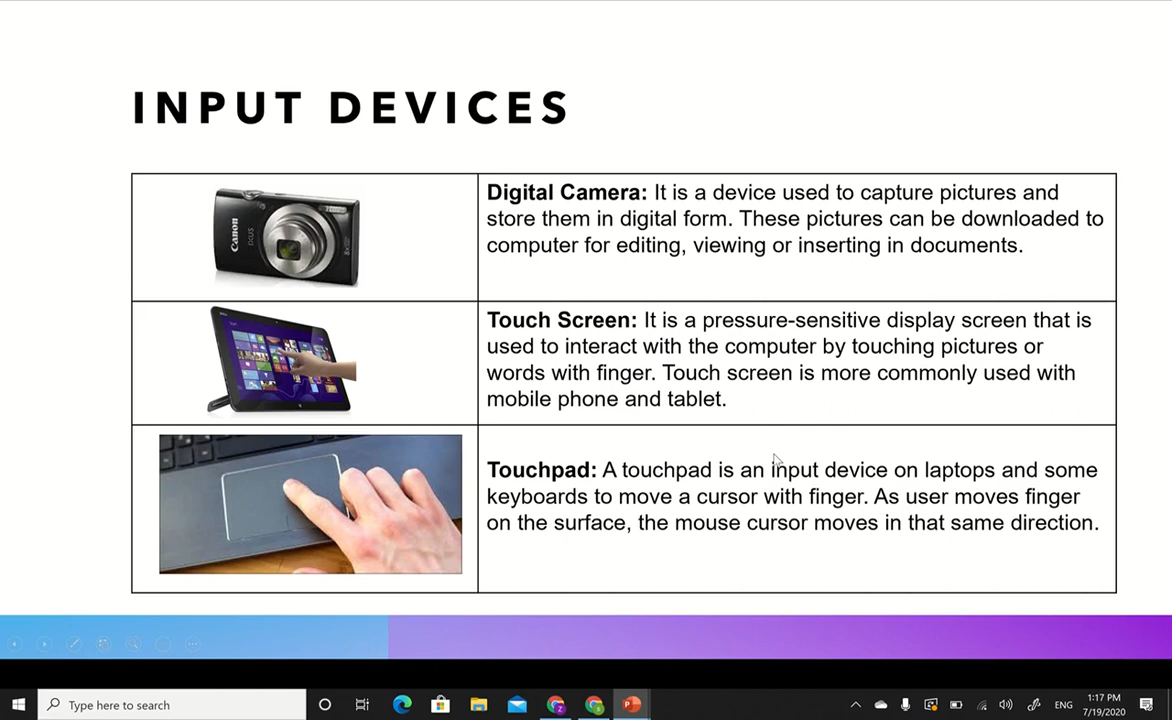 INPUT DEVICES
Canon
IXUS
Digital Camera: It is a device used to capture pictures and
store them in digital form. These pictures can be downloaded to
computer for editing, viewing or inserting in documents.
Touch Screen: It is a pressure-sensitive display screen that is
used to interact with the computer by touching pictures or
words with finger. Touch screen is more commonly used with
mobile phone and tablet.
Touchpad: A touchpad is an input device on laptops and some
keyboards to move a cursor with finger. As user moves finger
on the surface, the mouse cursor moves in that same direction.
Type here to search
ENG
1:17 PM
7/19/2020